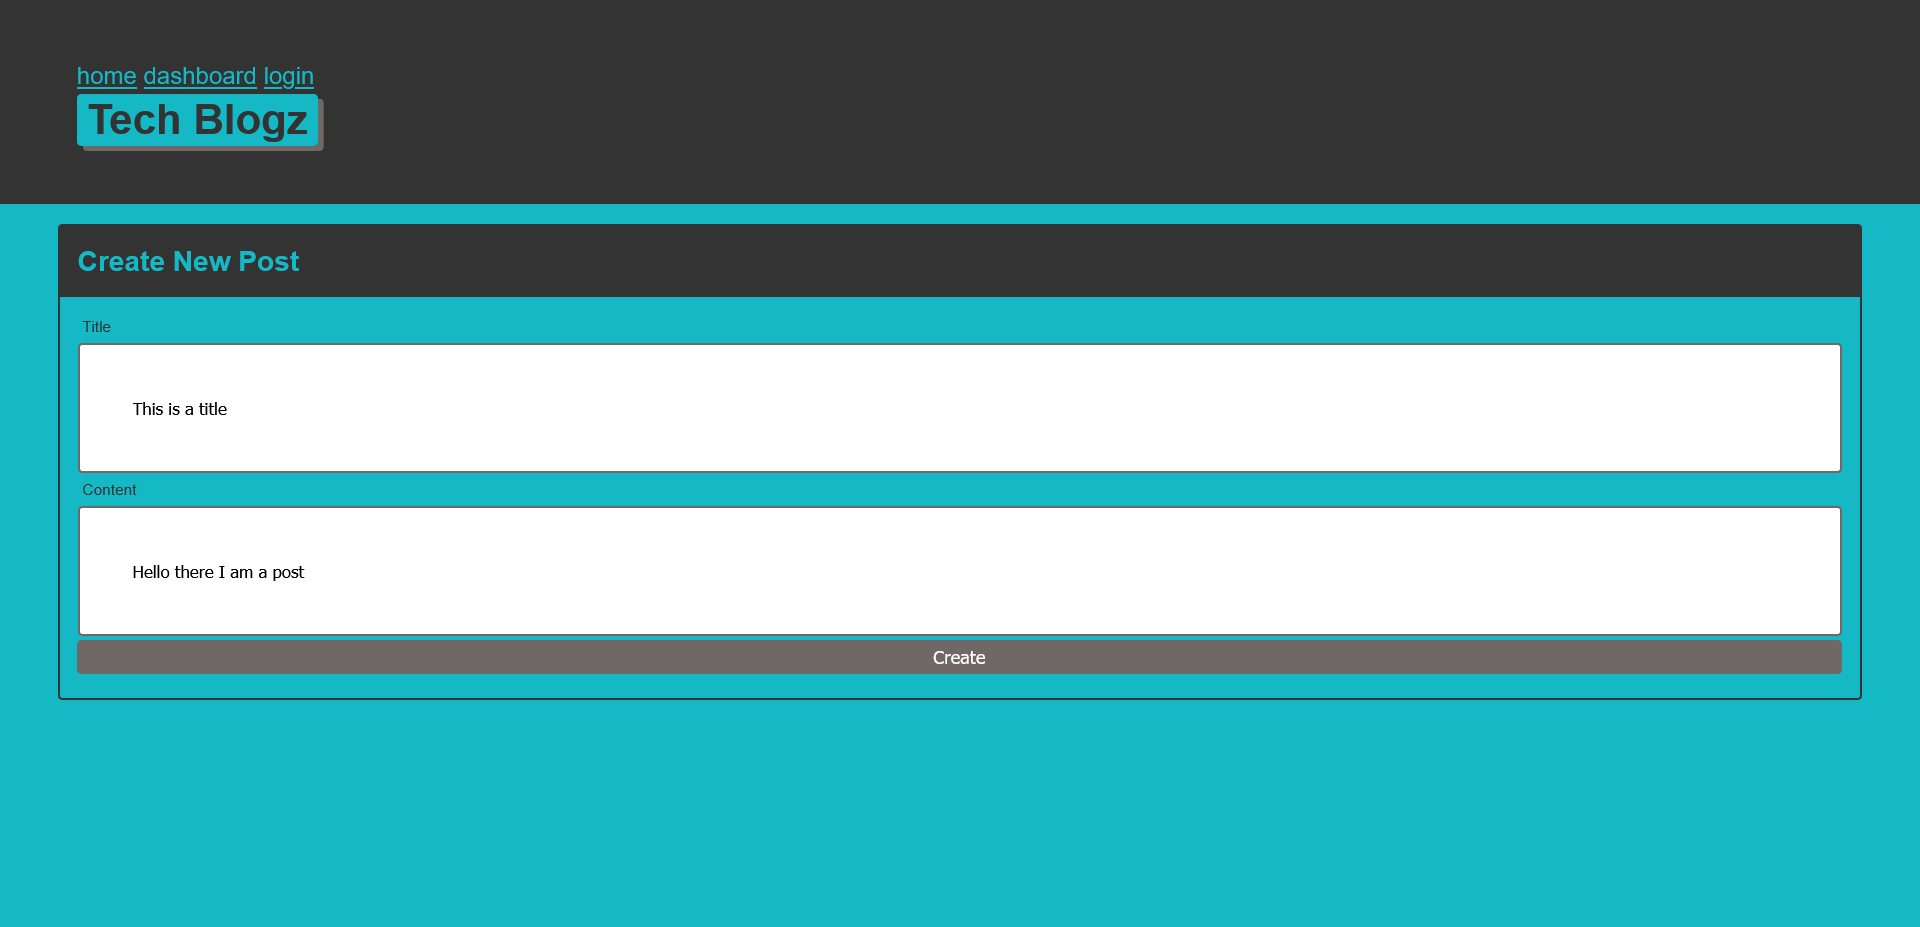 home dashboard login
Tech Blogz
Create New Post
Title
This is a title
Content
Hello there I am a post
Create